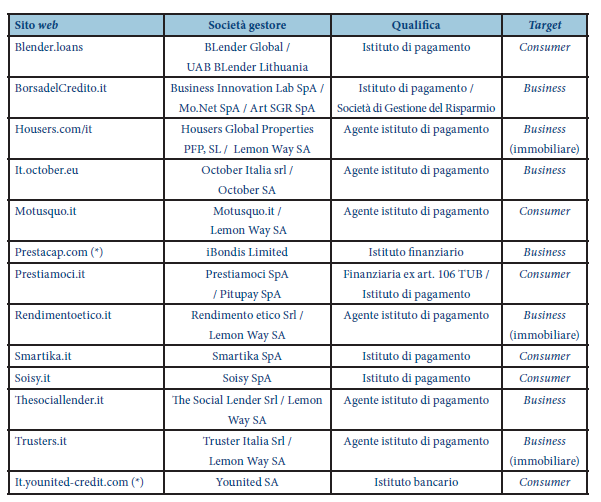 Sito web Società gestore Qualifica Target
Blender.loans BLender Global / Istituto di pagamento Consumer
UAB BLender Lithuania
BorsadelCredito.it Business Innovation Lab SpA / Istituto di pagamento / Business
Mo.Net SpA / Art SGR SpA Società di Gestione del Risparmio
Housers.com/it Housers Global Properties Agente istituto di pagamento Business
PFP, SL / Lemon Way SA (immobiliare)
It.october.eu October Italia srl / Agente istituto di pagamento Business
October SA
Motusquo.it Motusquo.it / Agente istituto di pagamento Consumer
Lemon Way SA
Prestacap.com (*) iBondis Limited Istituto finanziario Business
Prestiamoci.it Prestiamoci SpA Finanziaria ex art. 106 TUB / Consumer
/ Pitupay SpA Istituto di pagamento
Rendimentoetico.it Rendimento etico Srl / Agente istituto di pagamento Business
Lemon Way SA (immobiliare)
Smartika.it Smartika SpA Istituto di pagamento Consumer
Soisy.it Soisy SpA Istituto di pagamento Consumer
Thesociallender.it The Social Lender Srl / Lemon Agente istituto di pagamento Business
Way SA
Trusters.it Truster Italia Srl / Agente istituto di pagamento Business
Lemon Way SA (immobiliare)
It.younited-credit.com (*) Younited SA Istituto bancario Consumer